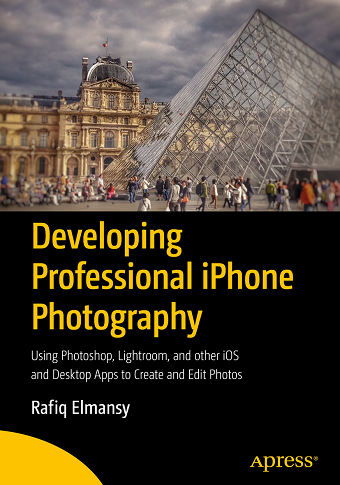 Developing
Professional iPhone
Photography
Using Photoshop, Lightroom, and other iOS
and Desktop Apps to Create and Edit Photos
Rafiq Elmansy
Apress®